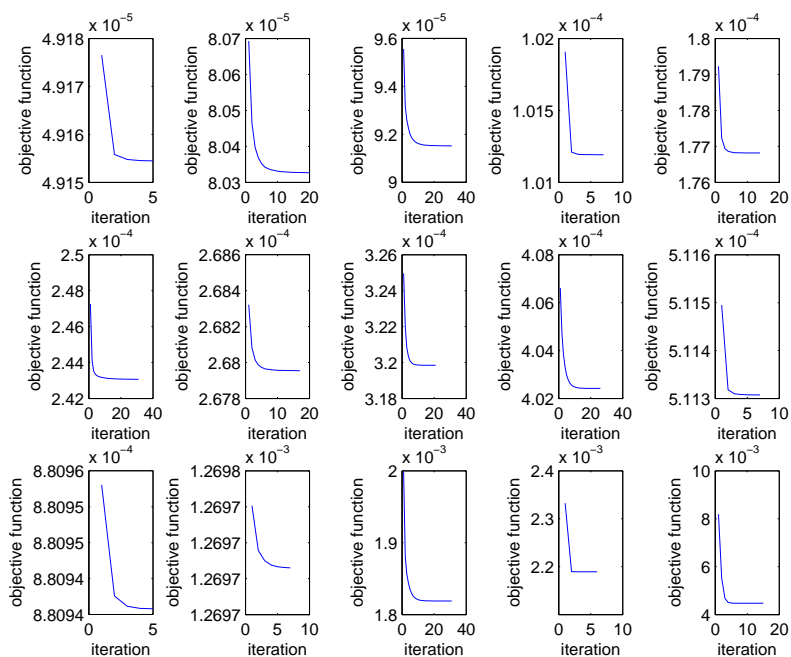 x 10^-5
4.918
4.917
4.916
4.915
objective function
0 5
iteration
x 10^-5
8.07
8.06
8.05
8.04
8.03
objective function
0 10 20
iteration
x 10^-5
9.6
9.4
9.2
9
objective function
0 20 40
iteration
x 10^-4
1.02
1.015
1.01
objective function
0 10
iteration
x 10^-4
1.8
1.79
1.78
1.77
1.76
objective function
0 10 20
iteration
x 10^-4
2.5
2.48
2.46
2.44
2.42
objective function
0 20 40
iteration
x 10^-4
2.686
2.684
2.682
2.68
2.678
objective function
0 10 20
iteration
x 10^-4
3.26
3.24
3.22
3.2
3.18
objective function
0 20 40
iteration
x 10^-4
4.08
4.06
4.04
4.02
objective function
0 20 40
iteration
x 10^-4
5.116
5.115
5.114
5.113
objective function
0 10
iteration
x 10^-4
8.8096
8.8095
8.8095
8.8094
8.8094
objective function
0 5
iteration
x 10^-3
1.2698
1.2697
1.2697
1.2697
1.2697
objective function
0 5 10
iteration
x 10^-3
2
1.9
1.8
objective function
0 20 40
iteration
x 10^-3
2.4
2.3
2.2
objective function
0 5 10
iteration
x 10^-3
10
8
6
4
objective function
0 10 20
iteration